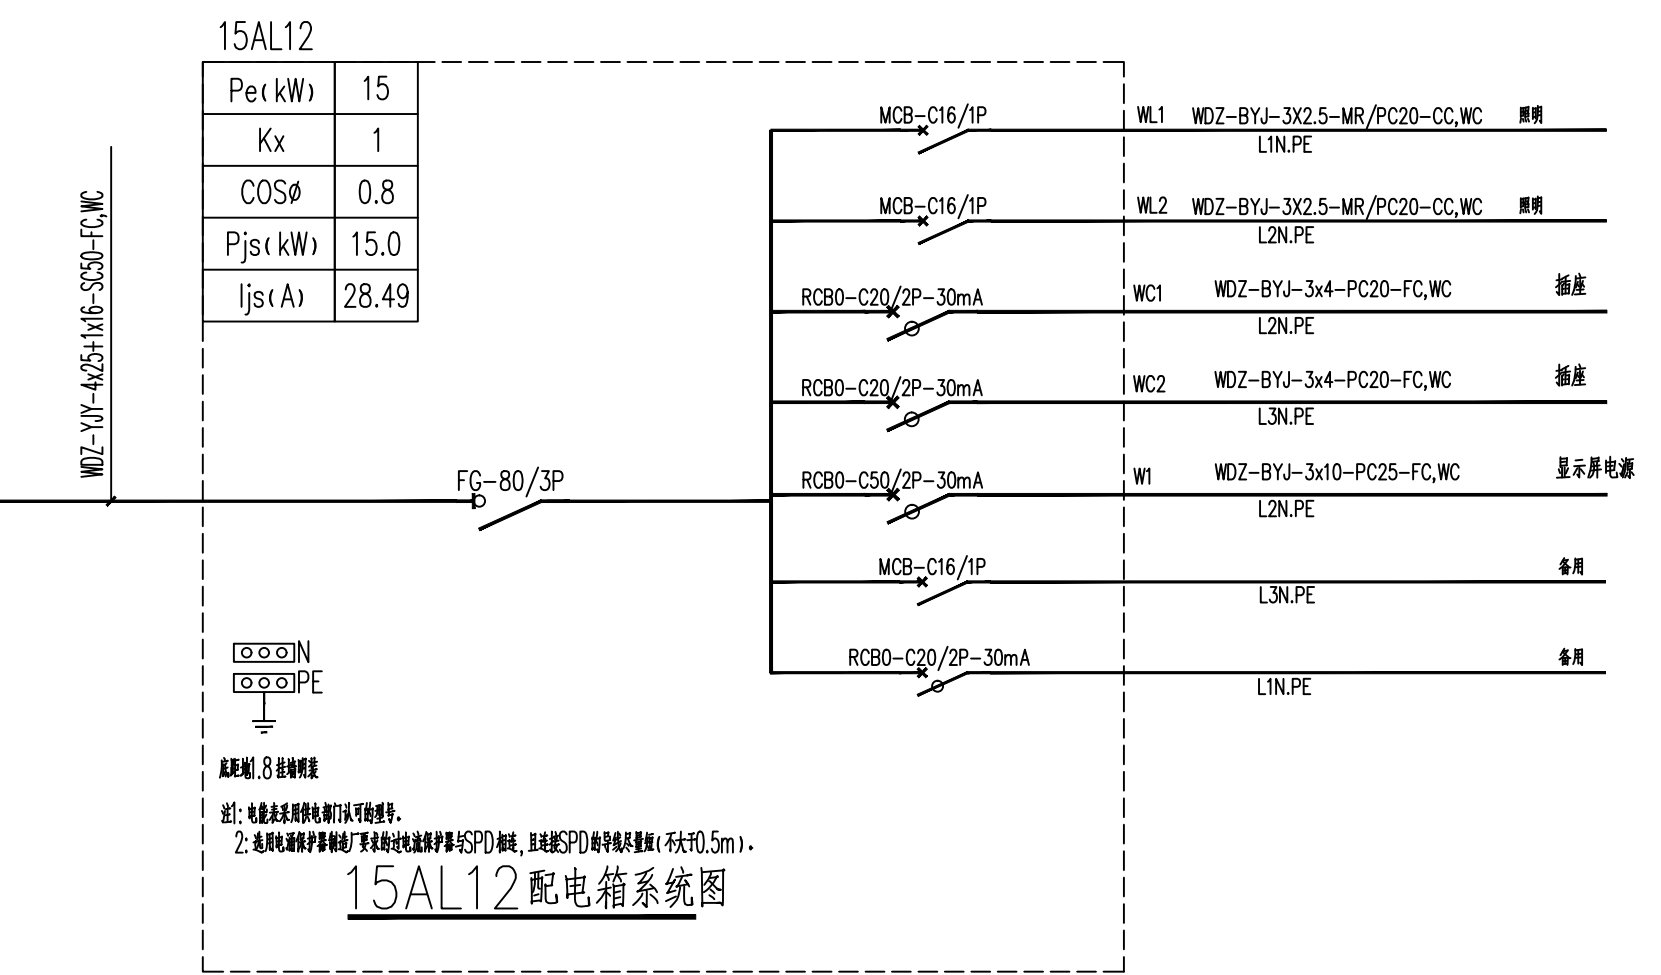 15AL12
Pe(kW) 15
Kx 1
COSø 0.8
Pjs(kW) 15.0
Ijs(A) 28.49
WDZ-YJY-4x25+1x16-SC50-FC,WC
FG-80/3P
MCB-C16/1P WL1 WDZ-BYJ-3X2.5-MR/PC20-CC,WC 照明
L1N.PE
MCB-C16/1P WL2 WDZ-BYJ-3X2.5-MR/PC20-CC,WC 照明
L2N.PE
RCBO-C20/2P-30mA WC1 WDZ-BYJ-3x4-PC20-FC,WC 插座
L2N.PE
RCBO-C20/2P-30mA WC2 WDZ-BYJ-3x4-PC20-FC,WC 插座
L3N.PE
RCBO-C50/2P-30mA W1 WDZ-BYJ-3x10-PC25-FC,WC 显示屏电源
L2N.PE
MCB-C16/1P 备用
L3N.PE
RCBO-C20/2P-30mA 备用
L1N.PE
N
PE
底距地1.8挂墙明装
注1: 电能表采用供电部门认可的型号.
2: 选用电涌保护器制造厂要求的过电流保护器与SPD相连, 且连接SPD的导线尽量短(不大于0.5m).
15AL12配电箱系统图